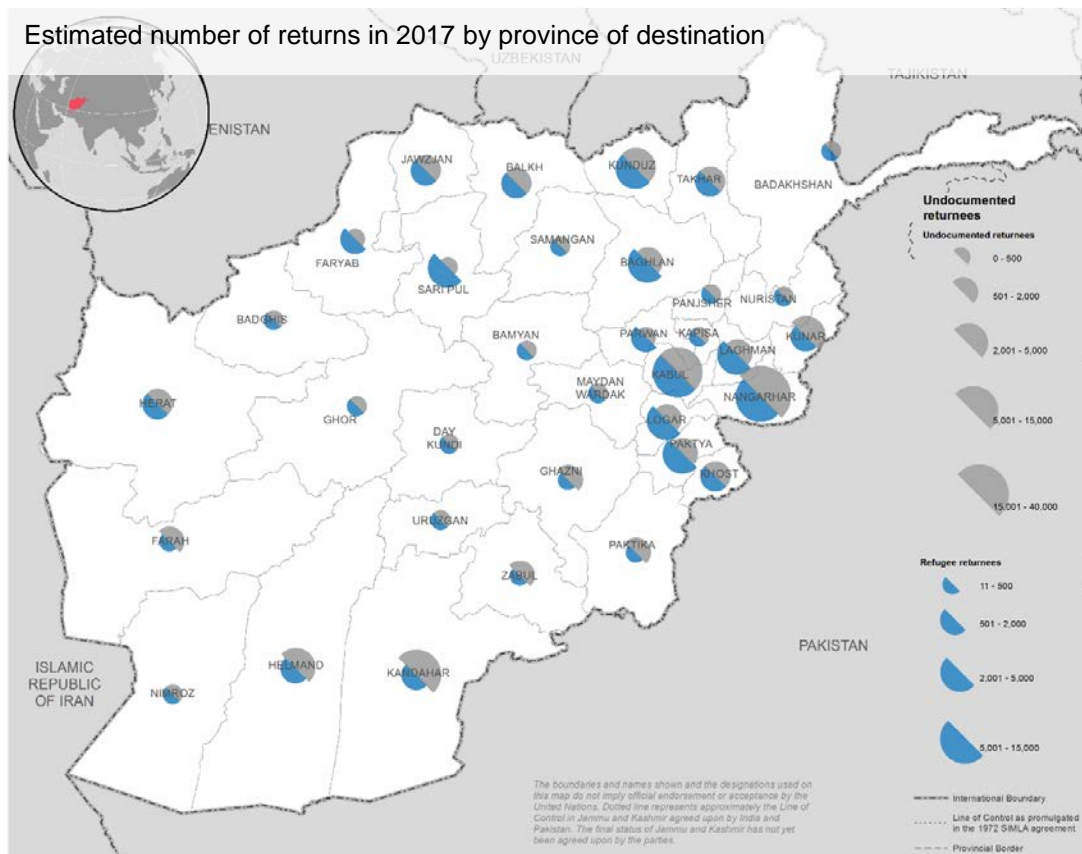 Estimated number of returns in 2017 by province of destination
UZBEKISTAN
TAJIKISTAN
ENISTAN
JAWZJAN
BALKH
KUNDUZ
TAKHAR
BADAKHSHAN
FARYAB
SARI PUL
SAMANGAN
BAGHLAN
PANJSHER
NURISTAN
BADGHIS
BAMYAN
PARWAN
KAPISA
KUNAR
LAGHMAN
KABUL
MAYDAN
WARDAK
NANGARHAR
HERAT
GHOR
LOGAR
DAY
KUNDI
PAKTYA
GHAZNI
KHOST
URUZGAN
FARAH
PAKTIKA
ZABUL
HELMAND
KANDAHAR
NIMROZ
ISLAMIC
REPUBLIC
OF IRAN
PAKISTAN
Undocumented
returnees
Undocumented returnees
0 - 500
501 - 2,000
2,001 - 5,000
5,001 - 15,000
15,001 - 40,000
Refugee returnees
11 - 500
501 - 2,000
2,001 - 5,000
5,001 - 15,000
International Boundary
Line of Control as promulgated
in the 1972 SIMLA agreement
Provincial Border
The boundaries and names shown and the designations used on
this map do not imply official endorsement or acceptance by the
United Nations. Dotted line represents approximately the Line of
Control in Jammu and Kashmir agreed upon by India and
Pakistan. The final status of Jammu and Kashmir has not yet
been agreed upon by the parties.